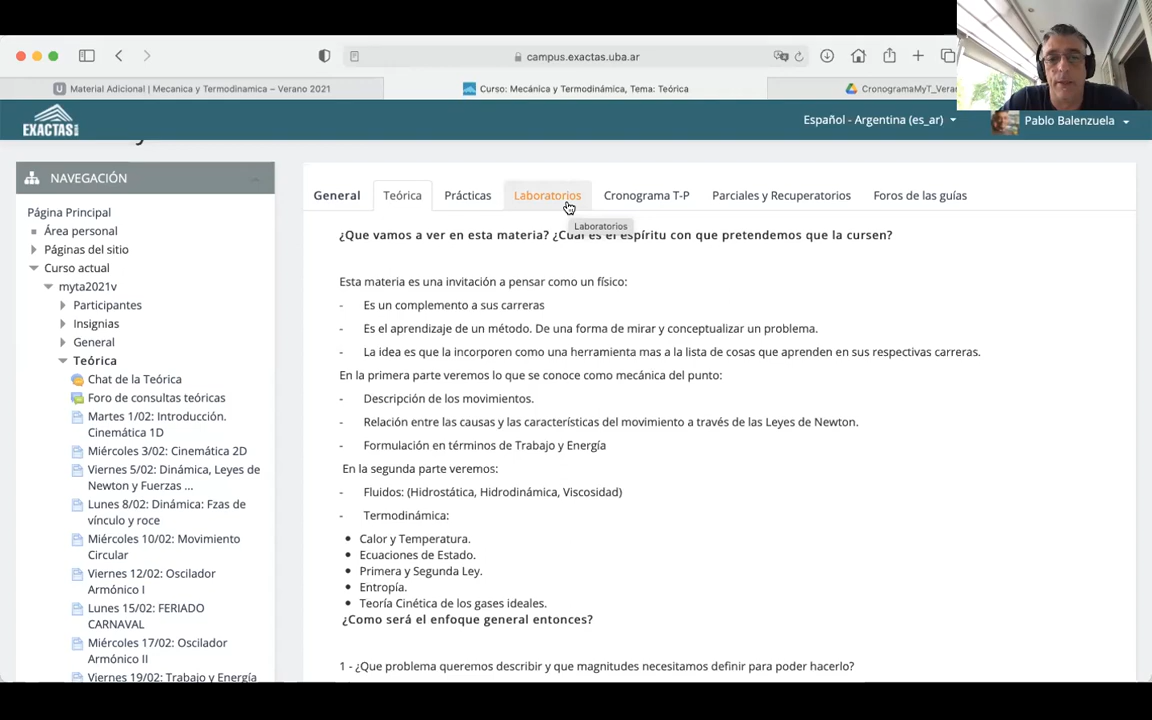 campus.exactas.uba.ar
U Material Adicional | Mecanica y Termodinamica – Verano 2021
Curso: Mecánica y Termodinámica, Tema: Teórica
CronogramaMyT_Veran
EXACTAS
Español - Argentina (es_ar)
Pablo Balenzuela
NAVEGACIÓN
Página Principal
Área personal
Páginas del sitio
Curso actual
myta2021v
Participantes
Insignias
General
Teórica
Chat de la Teórica
Foro de consultas teóricas
Martes 1/02: Introducción.
Cinemática 1D
Miércoles 3/02: Cinemática 2D
Viernes 5/02: Dinámica, Leyes de
Newton y Fuerzas ...
Lunes 8/02: Dinámica: Fzas de
vínculo y roce
Miércoles 10/02: Movimiento
Circular
Viernes 12/02: Oscilador
Armónico I
Lunes 15/02: FERIADO
CARNAVAL
Miércoles 17/02: Oscilador
Armónico II
Viernes 19/02: Trabajo y Energía
General
Teórica
Prácticas
Laboratorios
Cronograma T-P
Parciales y Recuperatorios
Foros de las guías
Laboratorios
¿Que vamos a ver en esta materia? ¿Cual es el espíritu con que pretendemos que la cursen?
Esta materia es una invitación a pensar como un físico:
- Es un complemento a sus carreras
- Es el aprendizaje de un método. De una forma de mirar y conceptualizar un problema.
- La idea es que la incorporen como una herramienta mas a la lista de cosas que aprenden en sus respectivas carreras.
En la primera parte veremos lo que se conoce como mecánica del punto:
- Descripción de los movimientos.
- Relación entre las causas y las características del movimiento a través de las Leyes de Newton.
- Formulación en términos de Trabajo y Energía
En la segunda parte veremos:
- Fluidos: (Hidrostática, Hidrodinámica, Viscosidad)
- Termodinámica:
• Calor y Temperatura.
• Ecuaciones de Estado.
• Primera y Segunda Ley.
• Entropía.
• Teoría Cinética de los gases ideales.
¿Como será el enfoque general entonces?
1 - ¿Que problema queremos describir y que magnitudes necesitamos definir para poder hacerlo?